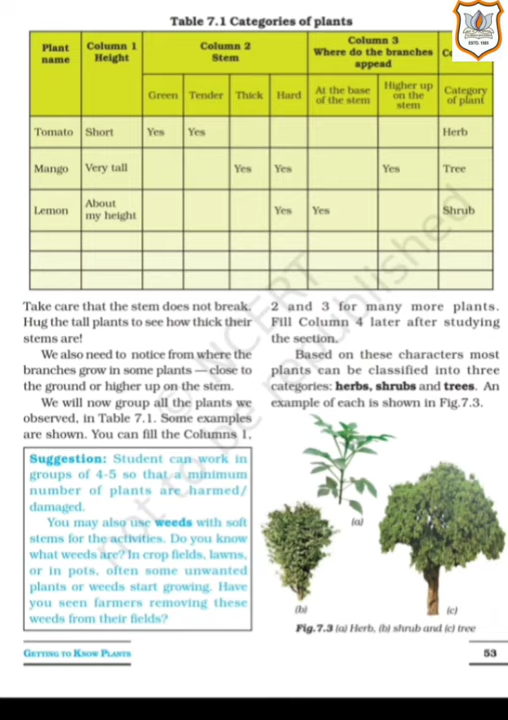 Table 7.1 Categories of plants
Plant name
Column 1 Height
Column 2 Stem
Column 3 Where do the branches appead
Green Tender Thick Hard At the base of the stem Higher up on the stem Category of plant
Tomato Short Yes Yes Herb
Mango Very tall Yes Yes Yes Tree
Lemon About my height Yes Yes Shrub
Take care that the stem does not break.
Hug the tall plants to see how thick their
stems are!
We also need to notice from where the
branches grow in some plants — close to
the ground or higher up on the stem.
We will now group all the plants we
observed, in Table 7.1. Some examples
are shown. You can fill the Columns 1,
2 and 3 for many more plants.
Fill Column 4 later after studying
the section.
Based on these characters most
plants can be classified into three
categories: herbs, shrubs and trees. An
example of each is shown in Fig.7.3.
Suggestion: Student can work in
groups of 4-5 so that a minimum
number of plants are harmed/
damaged.
You may also use weeds with soft
stems for the activities. Do you know
what weeds are? In crop fields, lawns,
or in pots, often some unwanted
plants or weeds start growing. Have
you seen farmers removing these
weeds from their fields?
(a)
(b)
(c)
Fig.7.3 (a) Herb, (b) shrub and (c) tree
GETTING TO KNOW PLANTS
53
© NCERT
not to be republished
ESTD. 1993